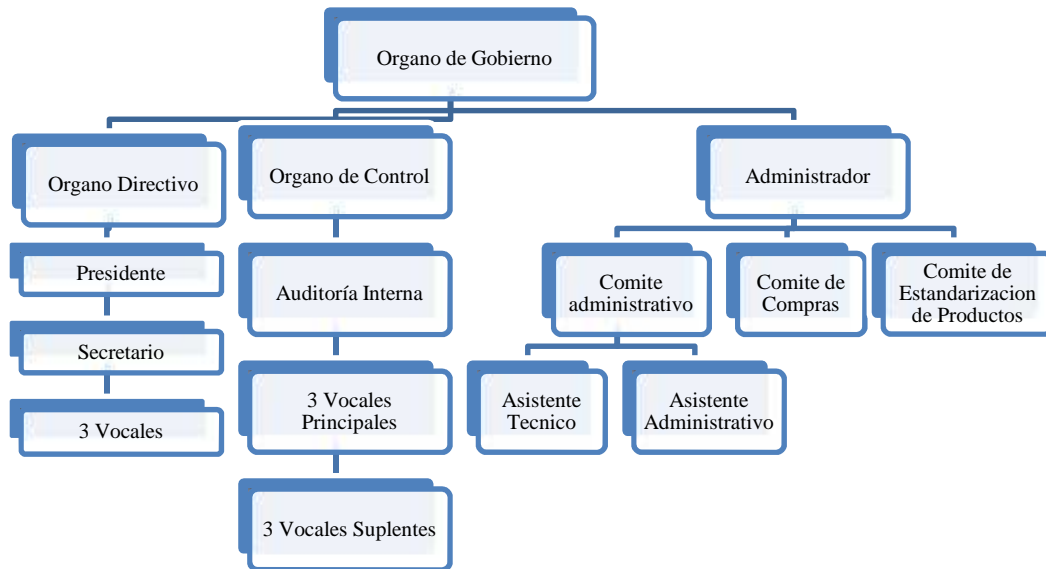 Organo de Gobierno
Organo Directivo
Organo de Control
Administrador
Presidente
Auditoría Interna
Comite
administrativo
Comite de
Compras
Comite de
Estandarizacion
de Productos
Secretario
3 Vocales
3 Vocales
Principales
Asistente
Tecnico
Asistente
Administrativo
3 Vocales Suplentes